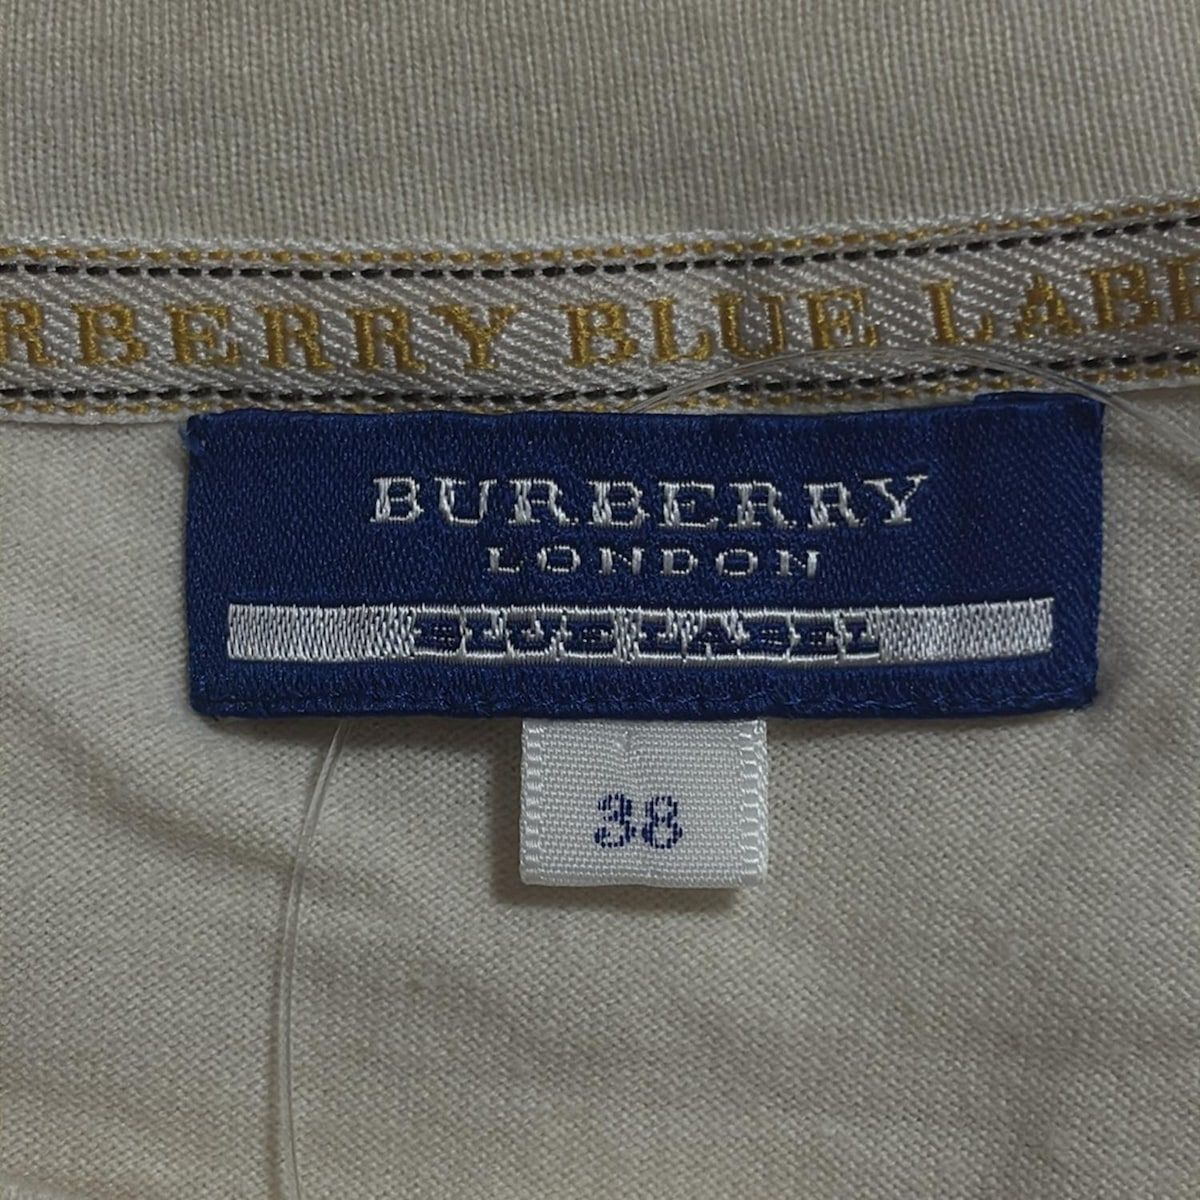 RBERRY BLUE LABE
BURBERRY
LONDON
BLUE LABEL
38